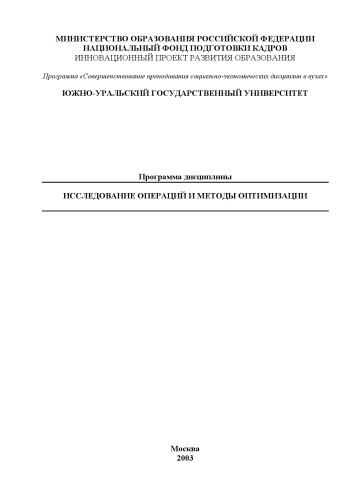 МИНИСТЕРСТВО ОБРАЗОВАНИЯ РОССИЙСКОЙ ФЕДЕРАЦИИ
НАЦИОНАЛЬНЫЙ ФОНД ПОДГОТОВКИ КАДРОВ
ИННОВАЦИОННЫЙ ПРОЕКТ РАЗВИТИЯ ОБРАЗОВАНИЯ
Программа «Совершенствование преподавания социально-экономических дисциплин в вузах»
ЮЖНО-УРАЛЬСКИЙ ГОСУДАРСТВЕННЫЙ УНИВЕРСИТЕТ
Программа дисциплины
ИССЛЕДОВАНИЕ ОПЕРАЦИЙ И МЕТОДЫ ОПТИМИЗАЦИИ
Москва
2003